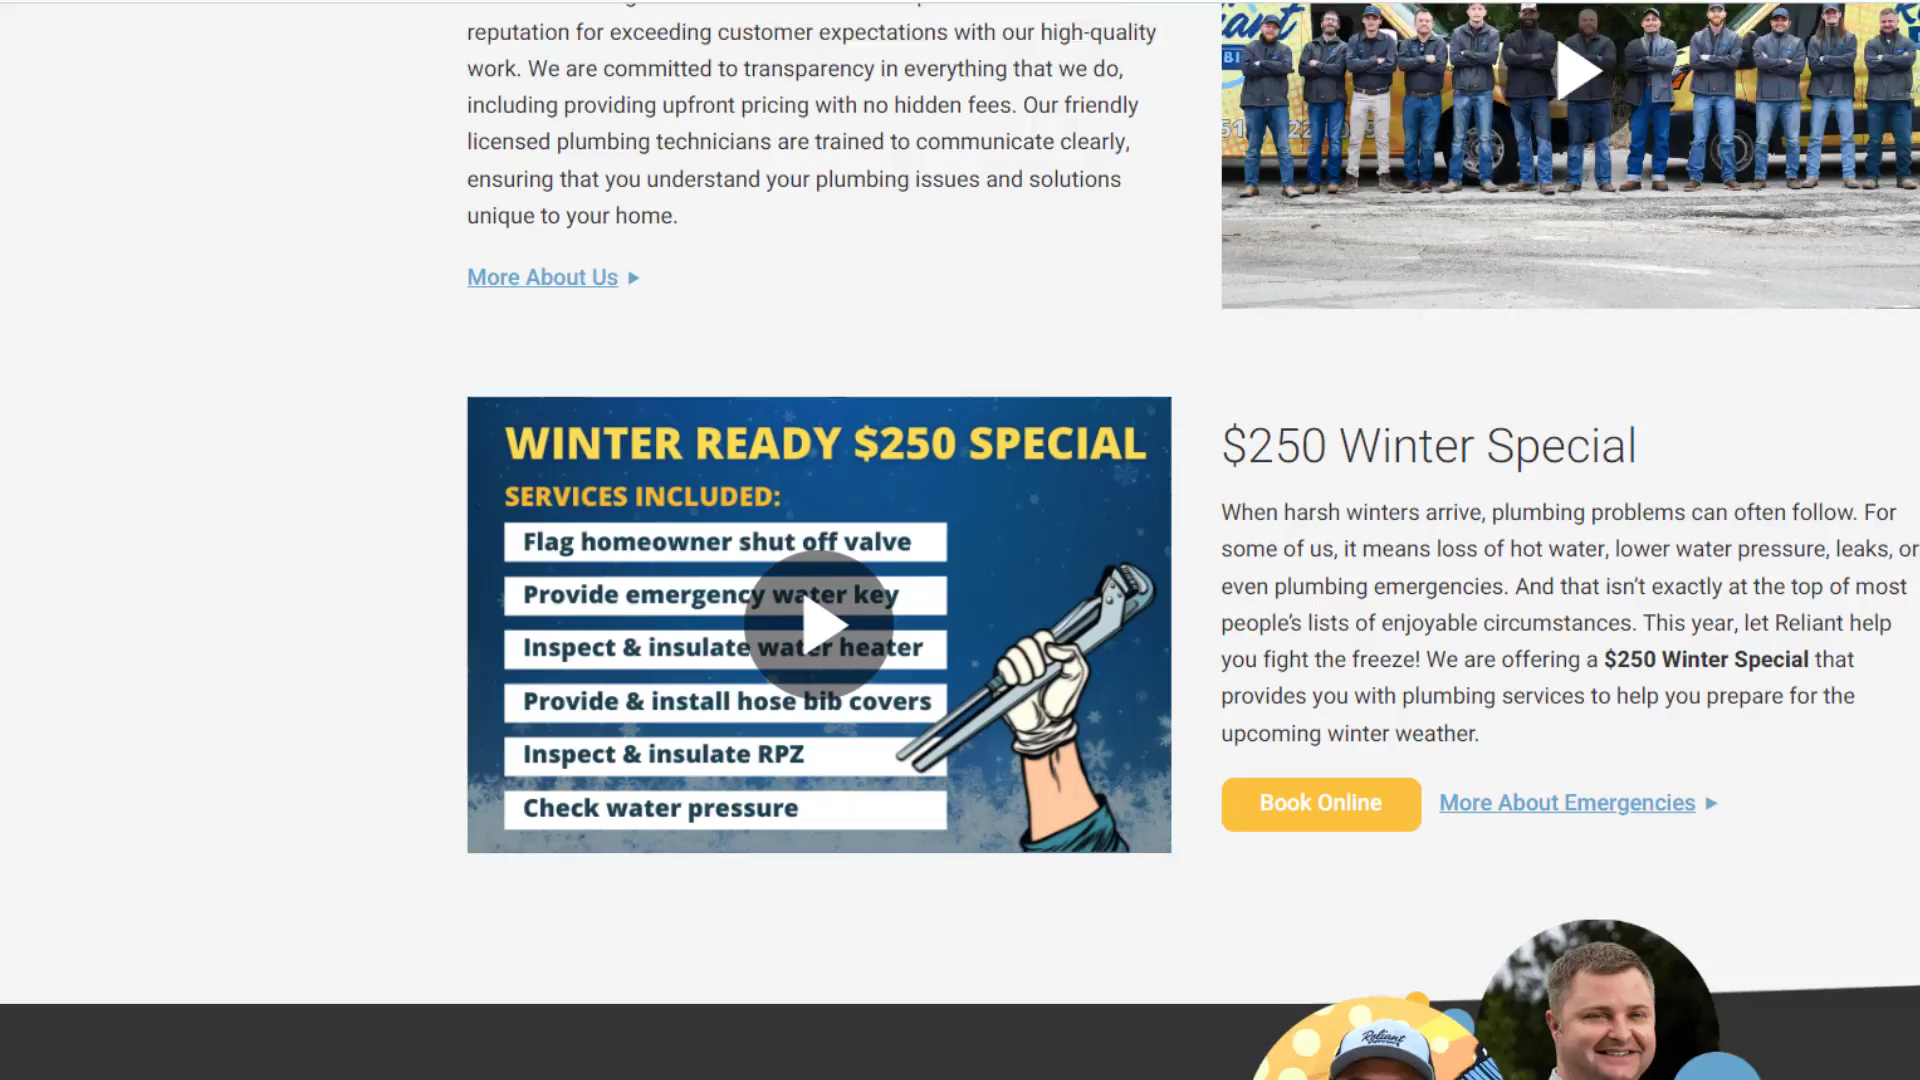 reputation for exceeding customer expectations with our high-quality
work. We are committed to transparency in everything that we do,
including providing upfront pricing with no hidden fees. Our friendly
licensed plumbing technicians are trained to communicate clearly,
ensuring that you understand your plumbing issues and solutions
unique to your home.
More About Us
WINTER READY $250 SPECIAL
SERVICES INCLUDED:
Flag homeowner shut off valve
Provide emergency water key
Inspect & insulate water heater
Provide & install hose bib covers
Inspect & insulate RPZ
Check water pressure
$250 Winter Special
When harsh winters arrive, plumbing problems can often follow. For
some of us, it means loss of hot water, lower water pressure, leaks, or
even plumbing emergencies. And that isn’t exactly at the top of most
people’s lists of enjoyable circumstances. This year, let Reliant help
you fight the freeze! We are offering a $250 Winter Special that
provides you with plumbing services to help you prepare for the
upcoming winter weather.
Book Online
More About Emergencies
Reliant